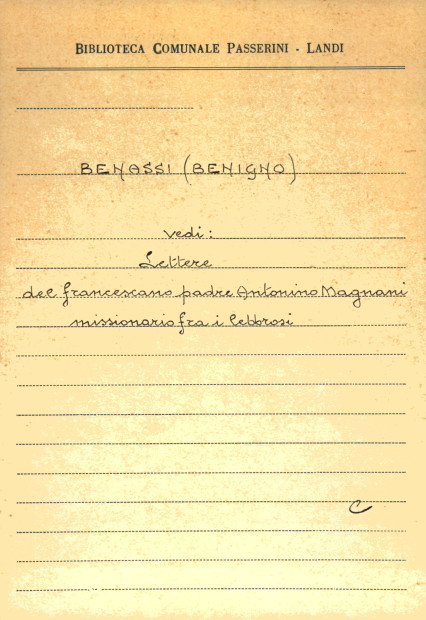 BIBLIOTECA COMUNALE PASSERINI - LANDI
BENASSI (BENIGNO)
vedi:
Lettere
del francescano padre Antonino Magnani
missionario fra i lebbrosi
C